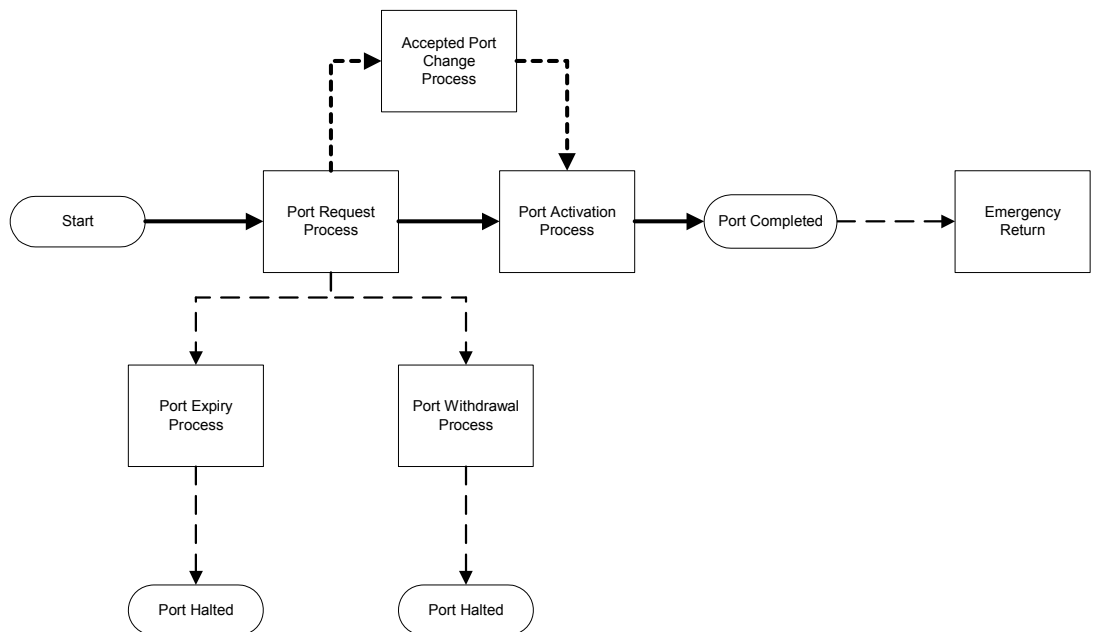 Accepted Port
Change
Process
Start
Port Request
Process
Port Activation
Process
Port Completed
Emergency
Return
Port Expiry
Process
Port Withdrawal
Process
Port Halted
Port Halted